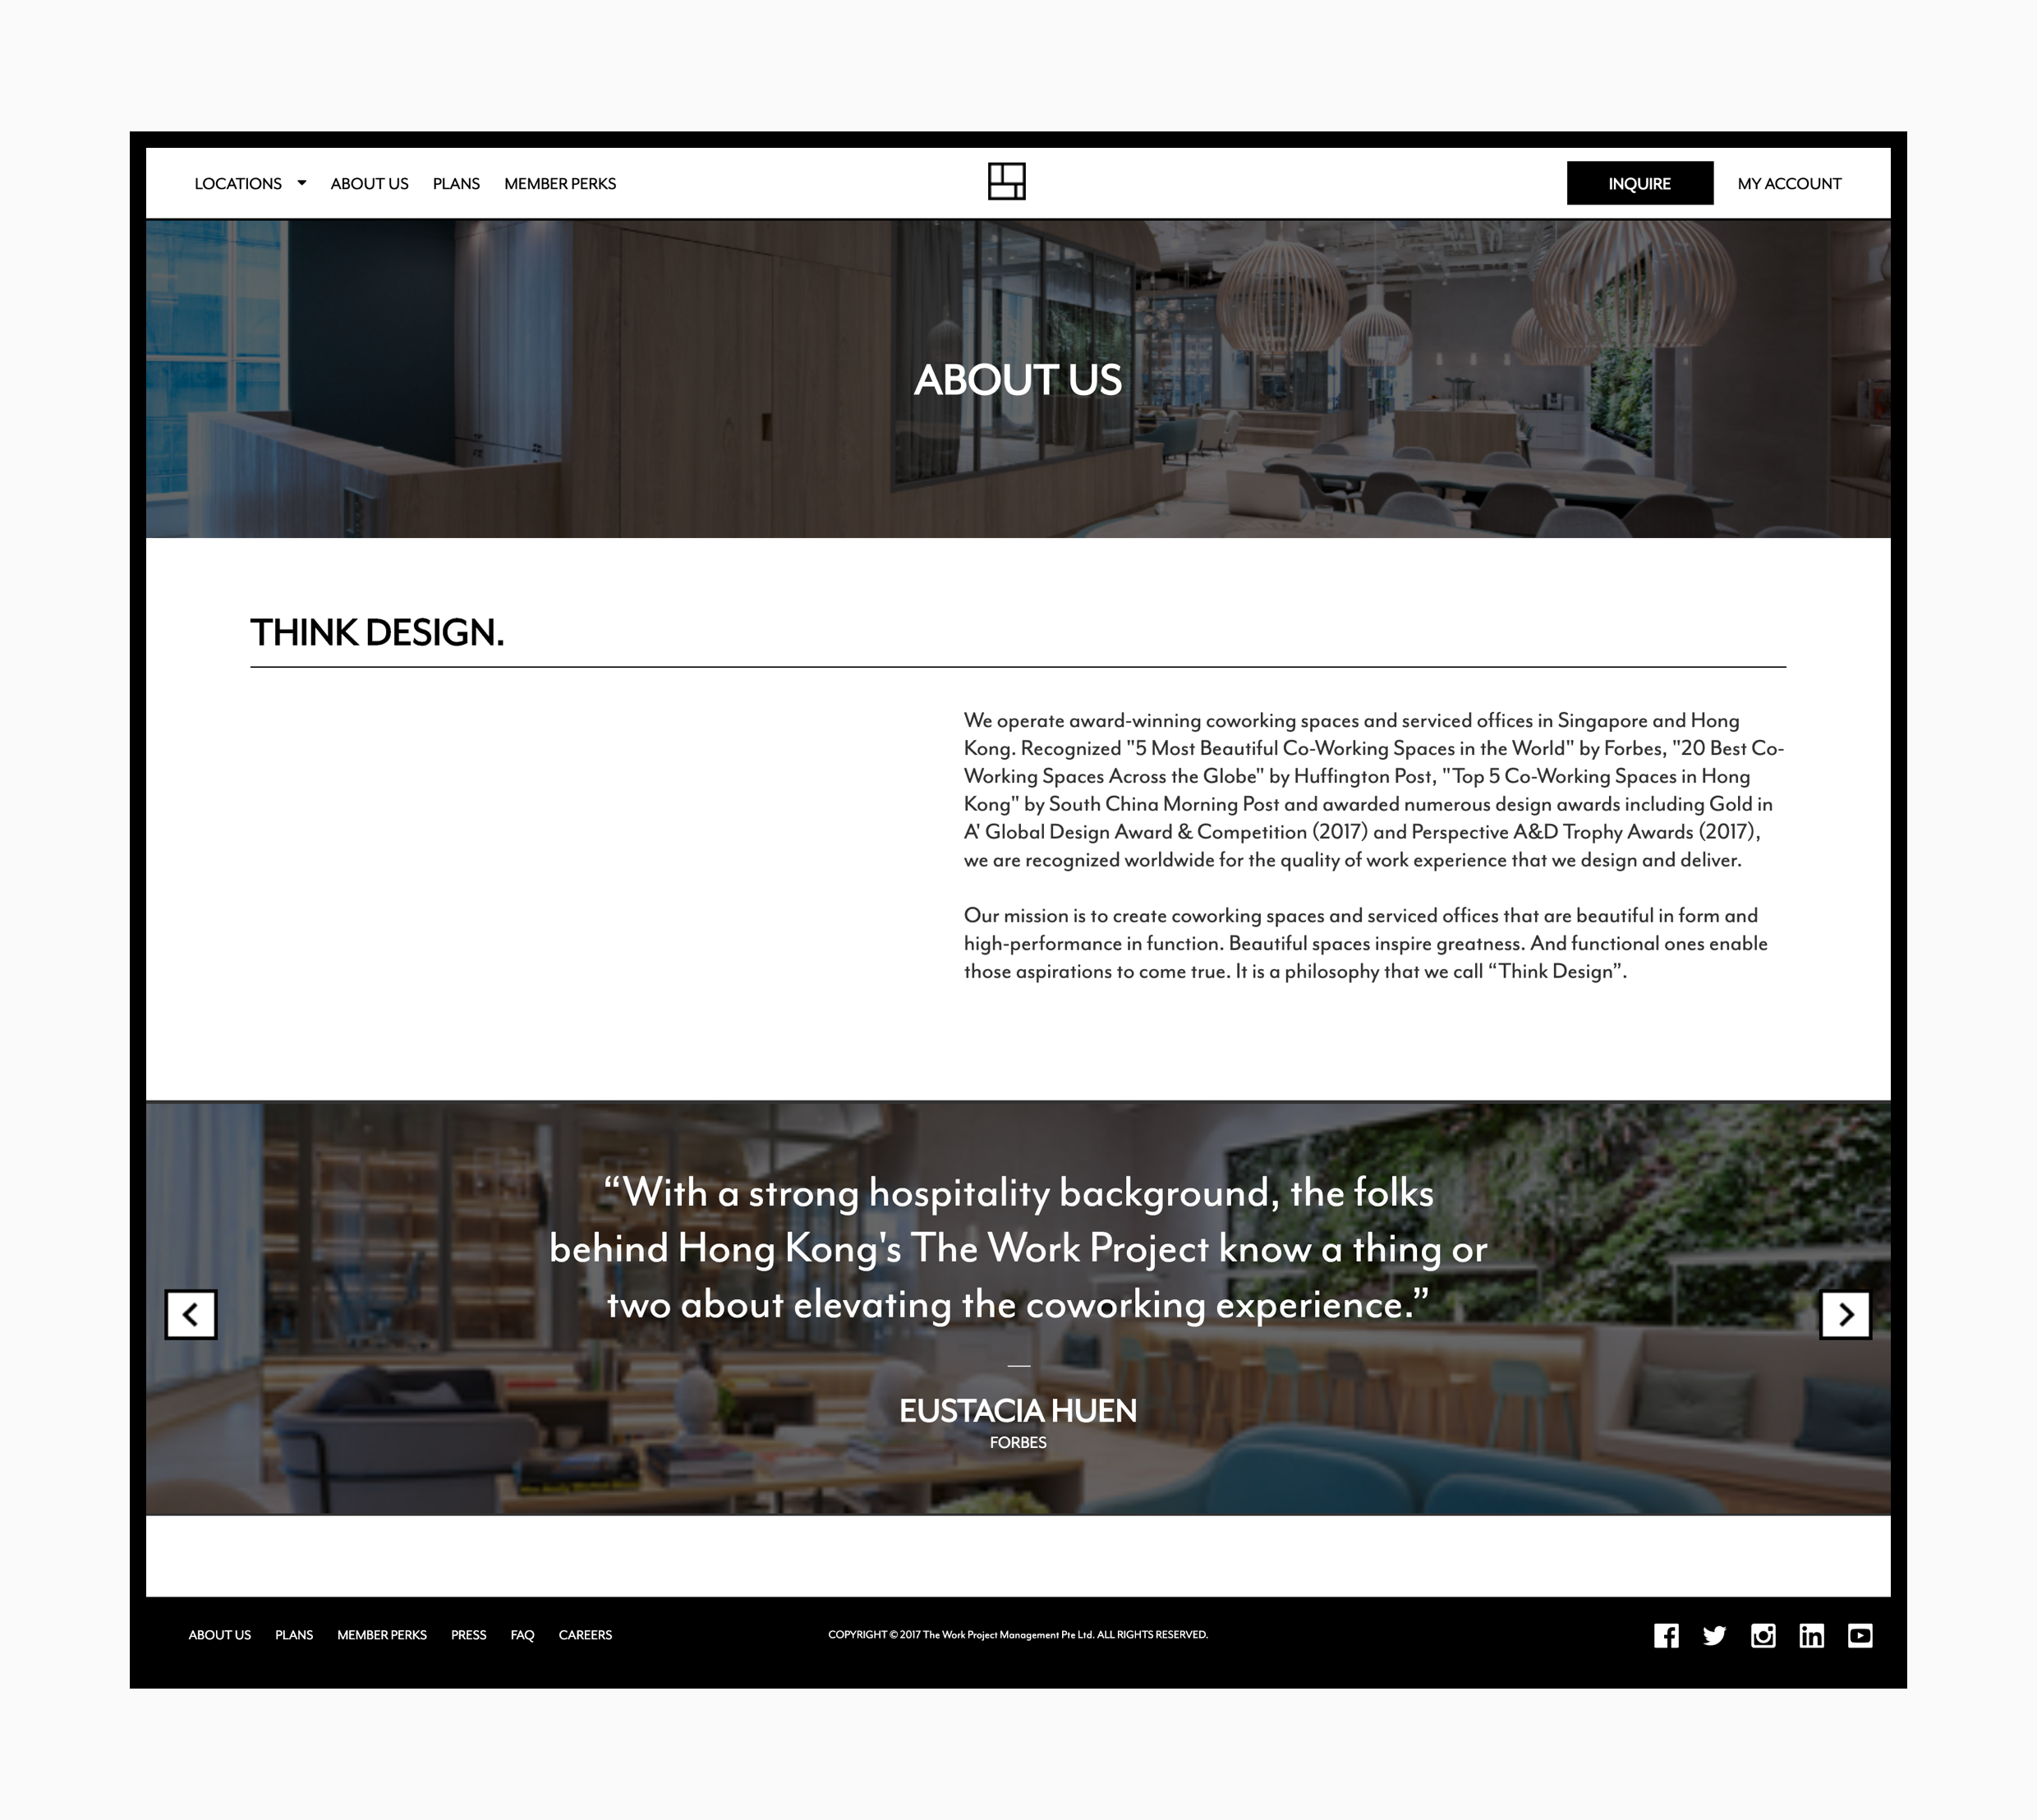 LOCATIONS ABOUT US PLANS MEMBER PERKS INQUIRE MY ACCOUNT
ABOUT US
THINK DESIGN.
We operate award-winning coworking spaces and serviced offices in Singapore and Hong
Kong. Recognized "5 Most Beautiful Co-Working Spaces in the World" by Forbes, "20 Best Co-
Working Spaces Across the Globe" by Huffington Post, "Top 5 Co-Working Spaces in Hong
Kong" by South China Morning Post and awarded numerous design awards including Gold in
A' Global Design Award & Competition (2017) and Perspective A&D Trophy Awards (2017),
we are recognized worldwide for the quality of work experience that we design and deliver.
Our mission is to create coworking spaces and serviced offices that are beautiful in form and
high-performance in function. Beautiful spaces inspire greatness. And functional ones enable
those aspirations to come true. It is a philosophy that we call “Think Design”.
“With a strong hospitality background, the folks
behind Hong Kong's The Work Project know a thing or
two about elevating the coworking experience.”
EUSTACIA HUEN
FORBES
ABOUT US PLANS MEMBER PERKS PRESS FAQ CAREERS COPYRIGHT © 2017 The Work Project Management Pte Ltd. ALL RIGHTS RESERVED.